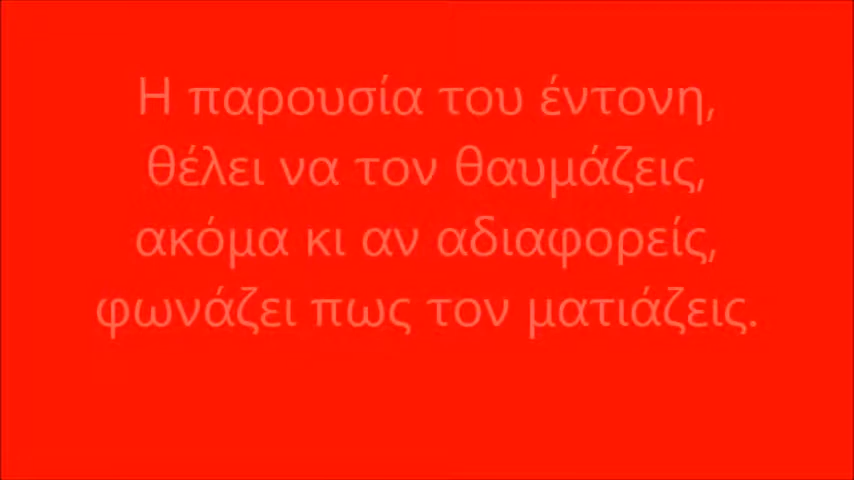 Η παρουσία του έντονη,
θέλει να τον θαυμάζεις,
ακόμα κι αν αδιαφορείς,
φωνάζει πως τον ματιάζεις.